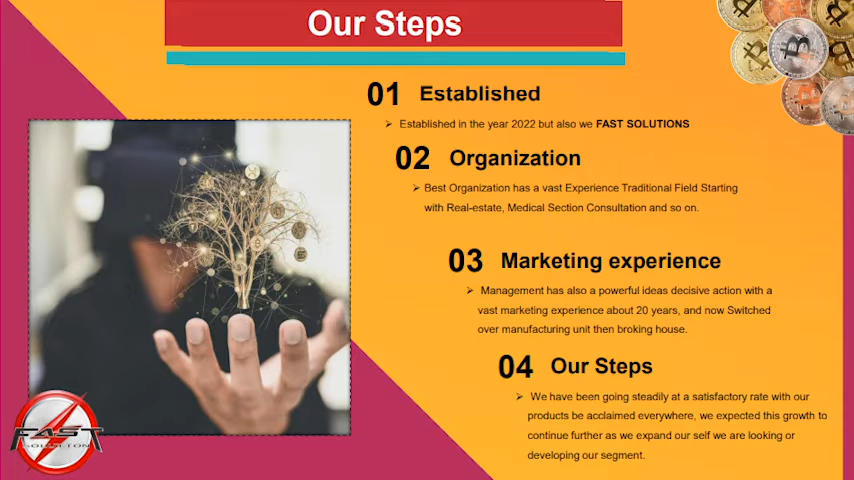 Our Steps
01 Established
➢ Established in the year 2022 but also we FAST SOLUTIONS
02 Organization
➢ Best Organization has a vast Experience Traditional Field Starting
with Real-estate, Medical Section Consultation and so on.
03 Marketing experience
➢ Management has also a powerful ideas decisive action with a
vast marketing experience about 20 years, and now Switched
over manufacturing unit then broking house.
04 Our Steps
➢ We have been going steadily at a satisfactory rate with our
products be acclaimed everywhere, we expected this growth to
continue further as we expand our self we are looking or
developing our segment.
FAST